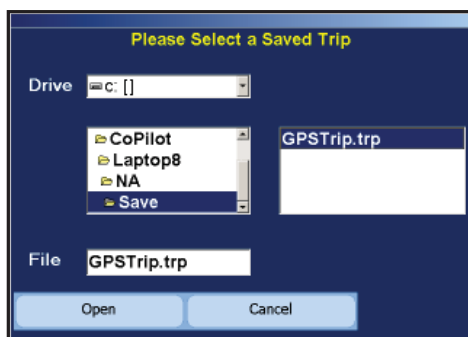 Please Select a Saved Trip
Drive c: []
CoPilot
Laptop8
NA
Save
GPSTrip.trp
File GPSTrip.trp
Open Cancel